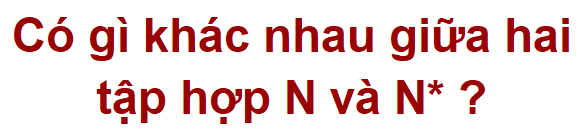 Có gì khác nhau giữa hai
tập hợp N và N* ?